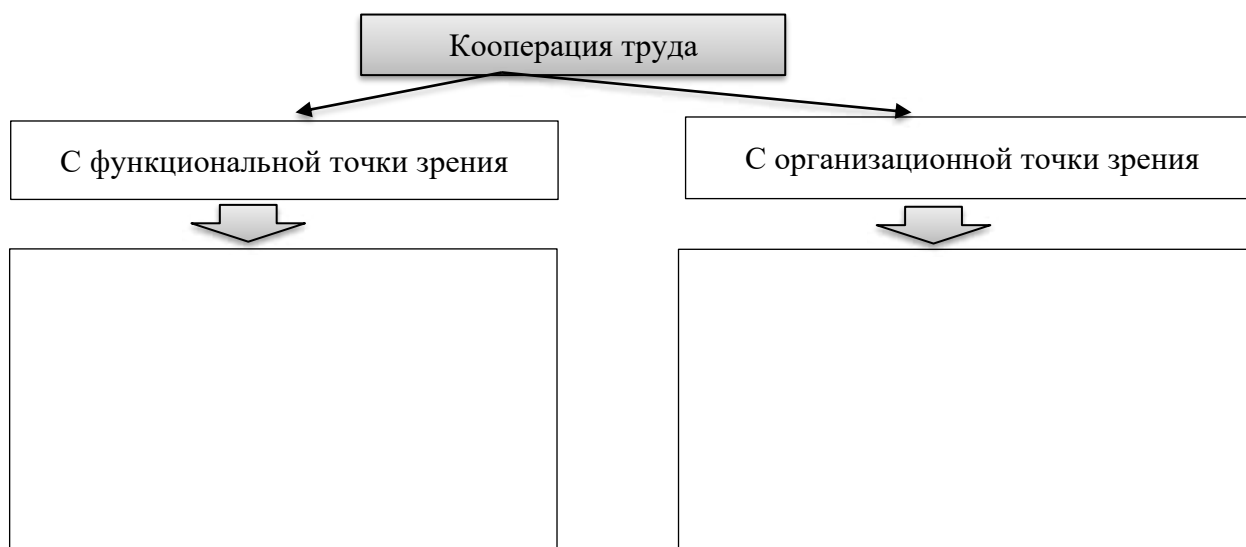 Кооперация труда
С функциональной точки зрения
С организационной точки зрения